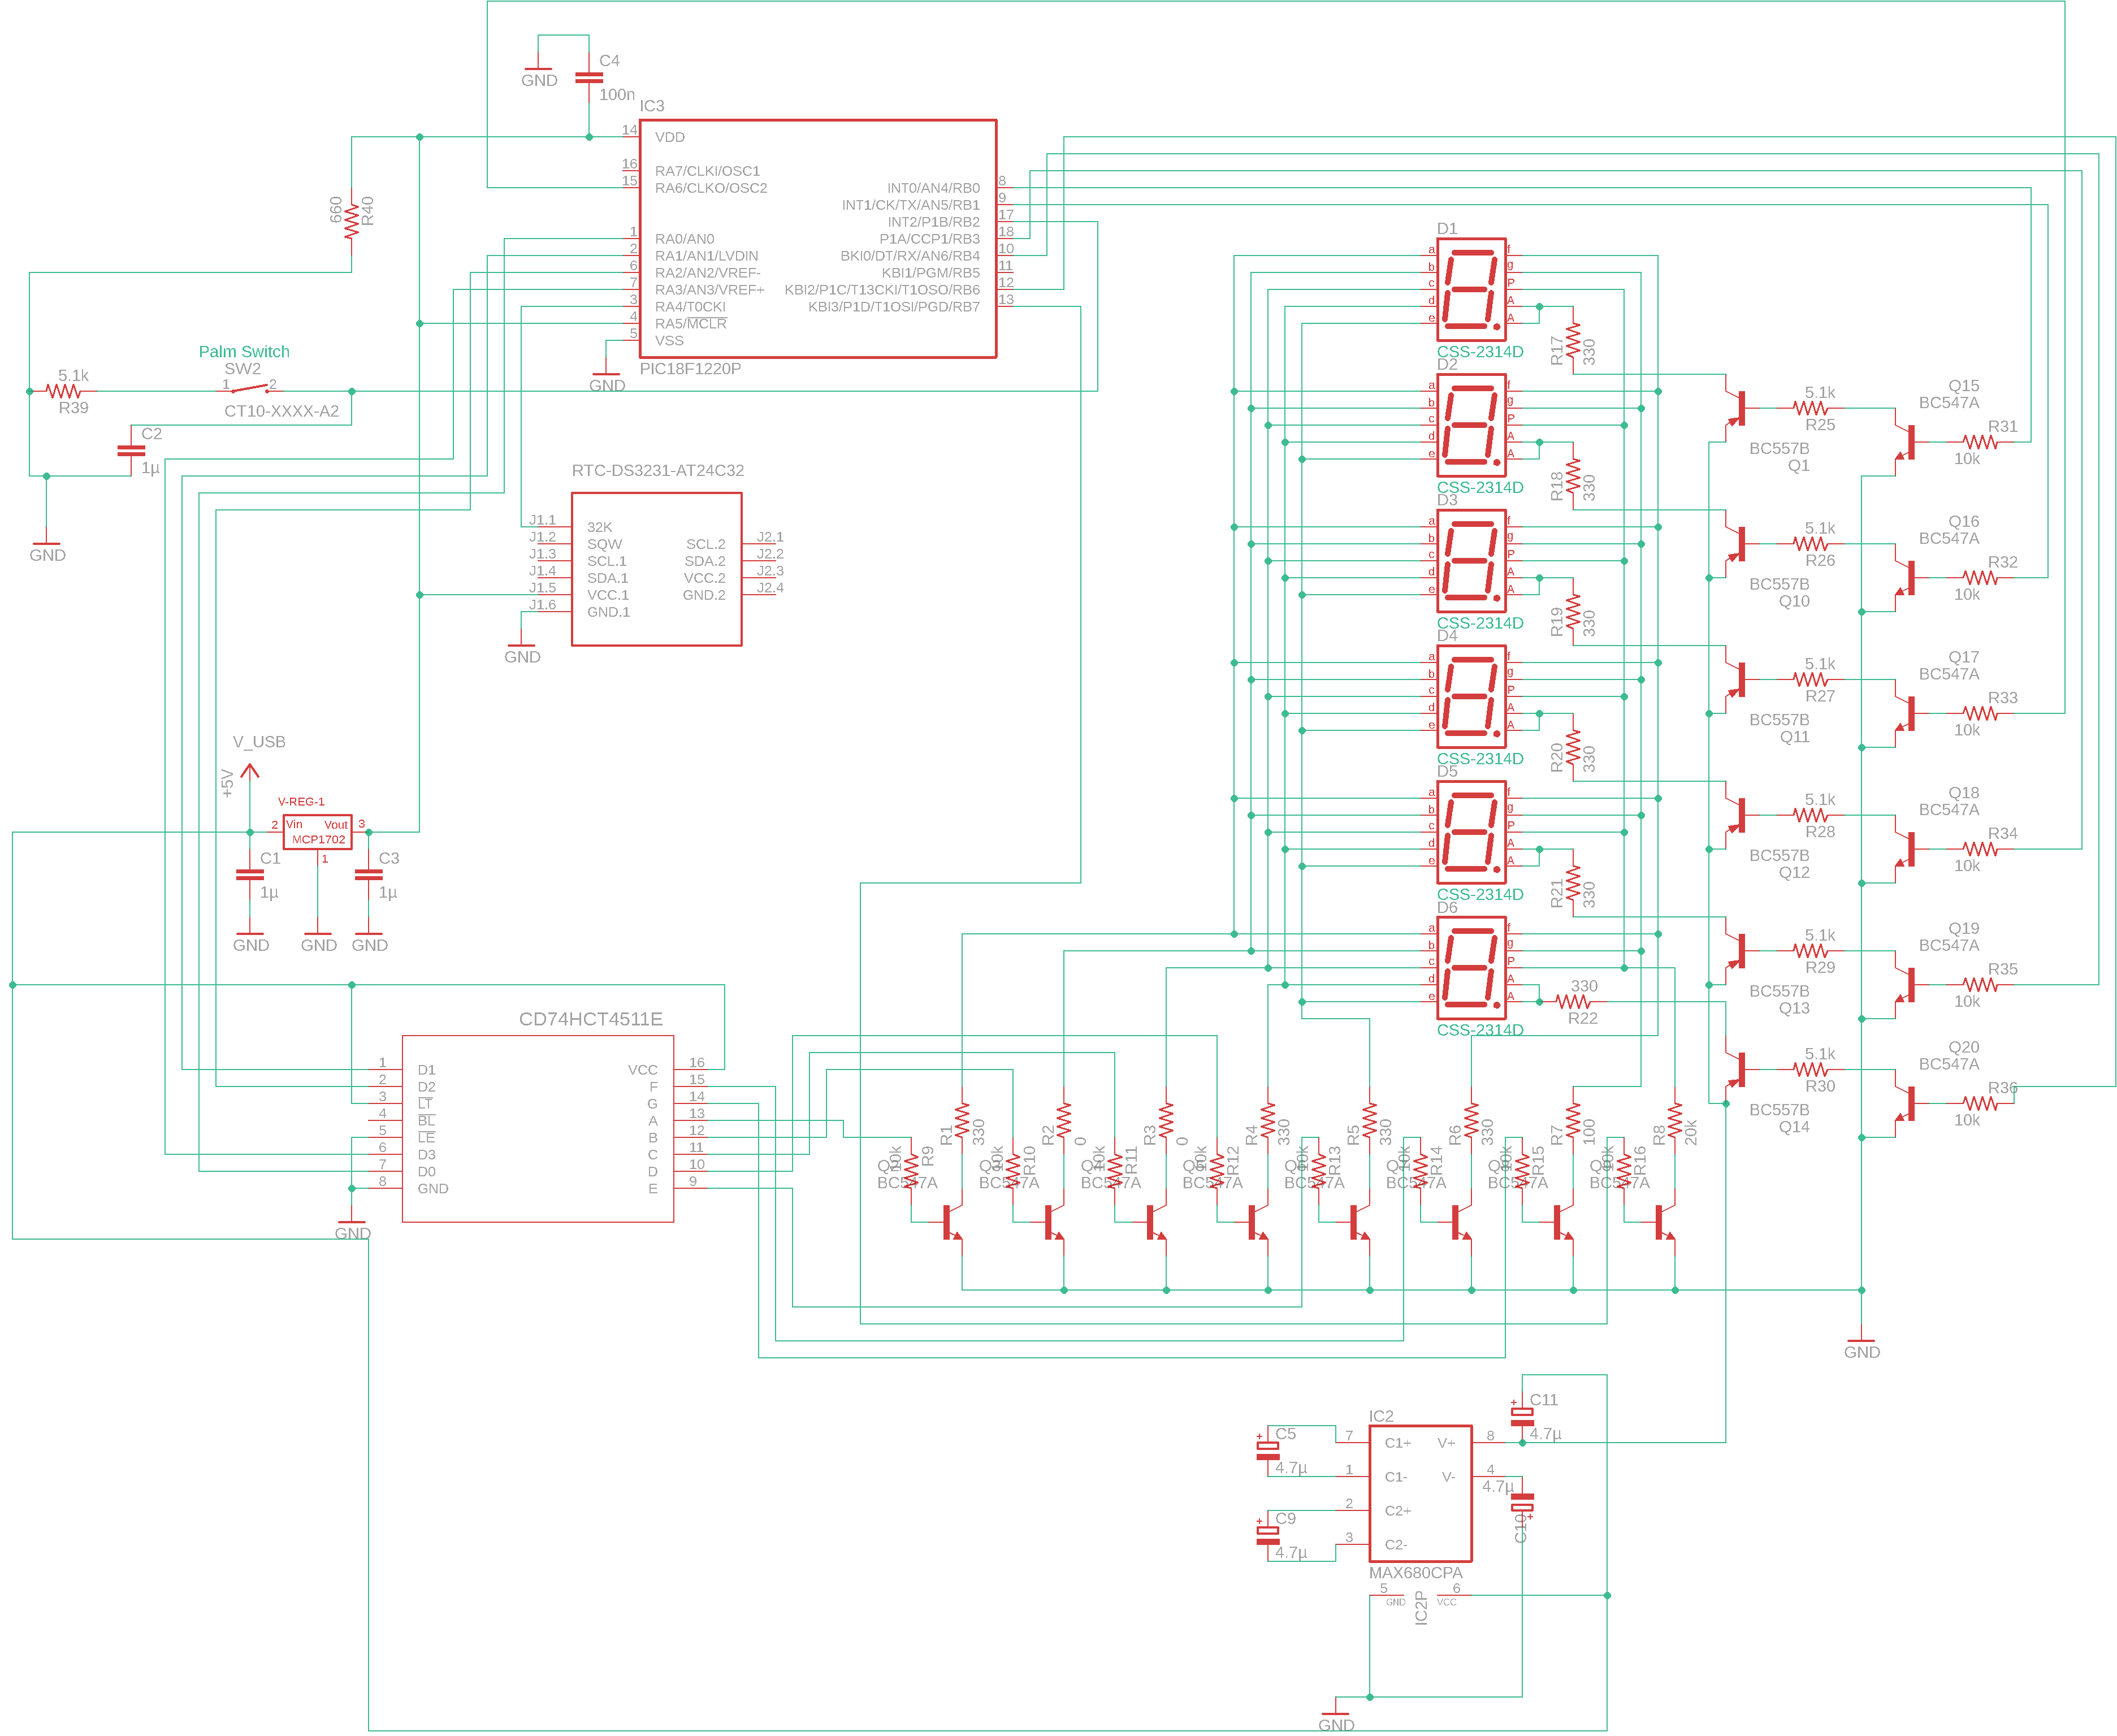 C4
GND
100n
IC3
14 VDD
16 RA7/CLKI/OSC1
15 RA6/CLKO/OSC2
1 RA0/AN0
2 RA1/AN1/LVDIN
6 RA2/AN2/VREF-
7 RA3/AN3/VREF+
3 RA4/T0CKI
4 RA5/MCLR
5 VSS
INT0/AN4/RB0 8
INT1/CK/TX/AN5/RB1 9
INT2/P1B/RB2 17
P1A/CCP1/RB3 18
BKI0/DT/RX/AN6/RB4 10
KBI1/PGM/RB5 11
KBI2/P1C/T13CKI/T1OSO/RB6 12
KBI3/P1D/T1OSI/PGD/RB7 13
GND
PIC18F1220P
660
R40
Palm Switch
SW2
1 2
CT10-XXXX-A2
5.1k
R39
C2
1µ
GND
RTC-DS3231-AT24C32
J1.1 32K
J1.2 SQW
J1.3 SCL.1
J1.4 SDA.1
J1.5 VCC.1
J1.6 GND.1
SCL.2 J2.1
SDA.2 J2.2
VCC.2 J2.3
GND.2 J2.4
GND
V_USB
+5V
V-REG-1
2 Vin Vout 3
MCP1702
1
C1
1µ
C3
1µ
GND
GND
GND
CD74HCT4511E
1 D1
2 D2
3 LT
4 BL
5 LE
6 D3
7 D0
8 GND
VCC 16
F 15
G 14
A 13
B 12
C 11
D 10
E 9
GND
D1
a b c d e
f g P A A
CSS-2314D
R17
330
D2
a b c d e
f g P A A
CSS-2314D
R18
330
D3
a b c d e
f g P A A
CSS-2314D
R19
330
D4
a b c d e
f g P A A
CSS-2314D
R20
330
D5
a b c d e
f g P A A
CSS-2314D
R21
330
D6
a b c d e
f g P A A
CSS-2314D
330
R22
5.1k
R25
BC557B
Q1
Q15
BC547A
R31
10k
5.1k
R26
BC557B
Q10
Q16
BC547A
R32
10k
5.1k
R27
BC557B
Q11
Q17
BC547A
R33
10k
5.1k
R28
BC557B
Q12
Q18
BC547A
R34
10k
5.1k
R29
BC557B
Q13
Q19
BC547A
R35
10k
5.1k
R30
BC557B
Q14
Q20
BC547A
R36
10k
R1
330
R2
0
R3
0
R4
330
R5
330
R6
330
R7
100
R8
20k
10k
R9
BC547A
10k
R10
BC547A
10k
R11
BC547A
10k
R12
BC547A
10k
R13
BC547A
10k
R14
BC547A
10k
R15
BC547A
10k
R16
BC547A
GND
IC2
7 C1+
1 C1-
2 C2+
3 C2-
V+ 8
V- 4
MAX680CPA
C5
4.7µ
C9
4.7µ
C11
4.7µ
4.7µ
C10
5
GND
IC2P
6
VCC
GND